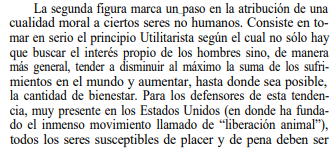 La segunda figura marca un paso en la atribución de una
cualidad moral a ciertos seres no humanos. Consiste en to-
mar en serio el principio Utilitarista según el cual no sólo hay
que buscar el interés propio de los hombres sino, de manera
más general, tender a disminuir al máximo la suma de los sufri-
mientos en el mundo y aumentar, hasta donde sea posible,
la cantidad de bienestar. Para los defensores de esta tenden-
cia, muy presente en los Estados Unidos (en donde ha funda-
do el inmenso movimiento llamado de “liberación animal”),
todos los seres susceptibles de placer y de pena deben ser